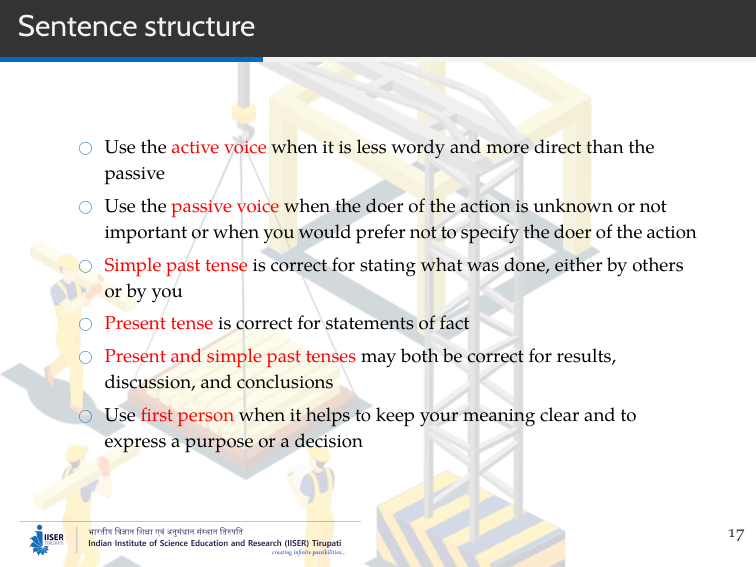 Sentence structure
Use the active voice when it is less wordy and more direct than the
passive
Use the passive voice when the doer of the action is unknown or not
important or when you would prefer not to specify the doer of the action
Simple past tense is correct for stating what was done, either by others
or by you
Present tense is correct for statements of fact
Present and simple past tenses may both be correct for results,
discussion, and conclusions
Use first person when it helps to keep your meaning clear and to
express a purpose or a decision
IISER
TIRUPATI
भारतीय विज्ञान शिक्षा एवं अनुसंधान संस्थान तिरुपति
Indian Institute of Science Education and Research (IISER) Tirupati
creating infinite possibilities...
17